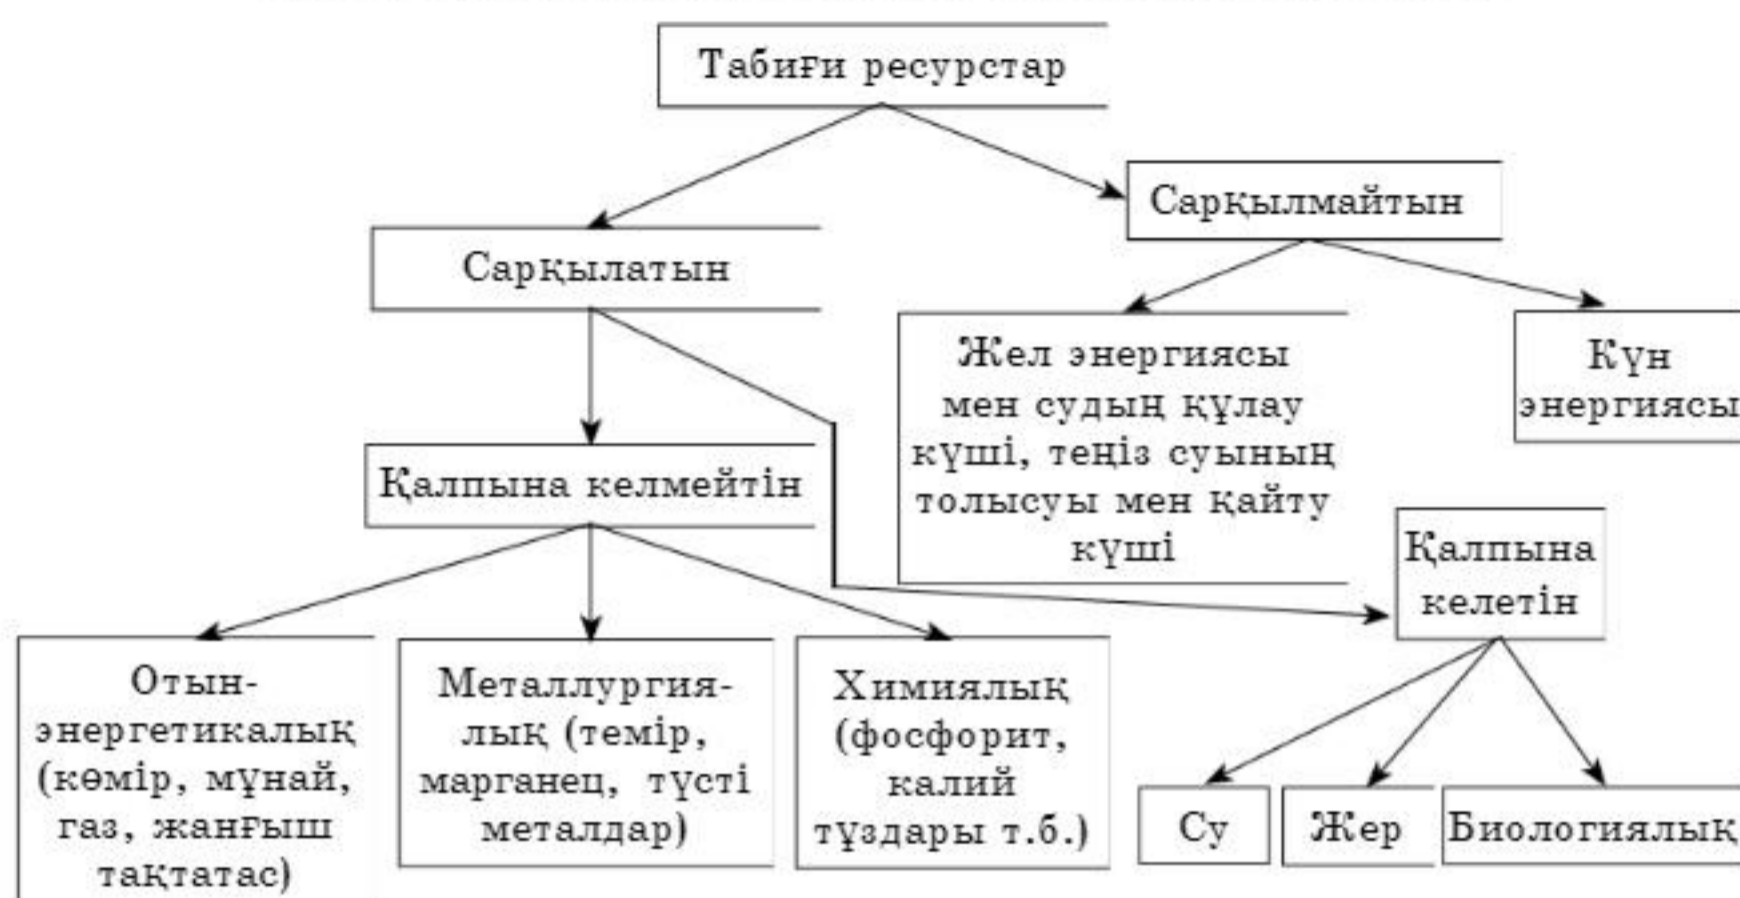 Табиғи ресурстар
Сарқылмайтын
Сарқылатын
Жел энергиясы
мен судың құлау
күші, теңіз суының
толысуы мен қайту
күші
Күн
энергиясы
Қалпына келмейтін
Қалпына
келетін
Отын-
энергетикалық
(көмір, мұнай,
газ, жанғыш
тақтатас)
Металлургия-
лық (темір,
марганец, түсті
металдар)
Химиялық
(фосфорит,
калий
тұздары т.б.)
Су
Жер
Биологиялық